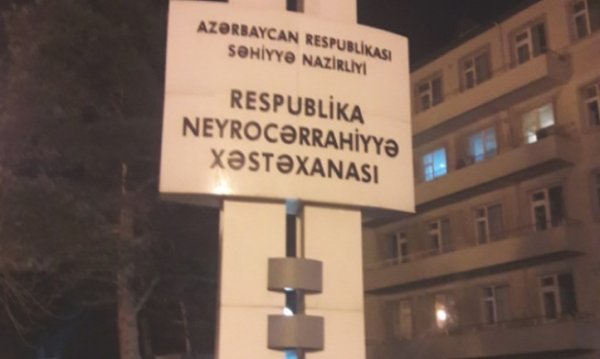 AZƏRBAYCAN RESPUBLİKASI
SƏHİYYƏ NAZİRLİYİ
RESPUBLİKA
NEYROCƏRRAHİYYƏ
XƏSTƏXANASI